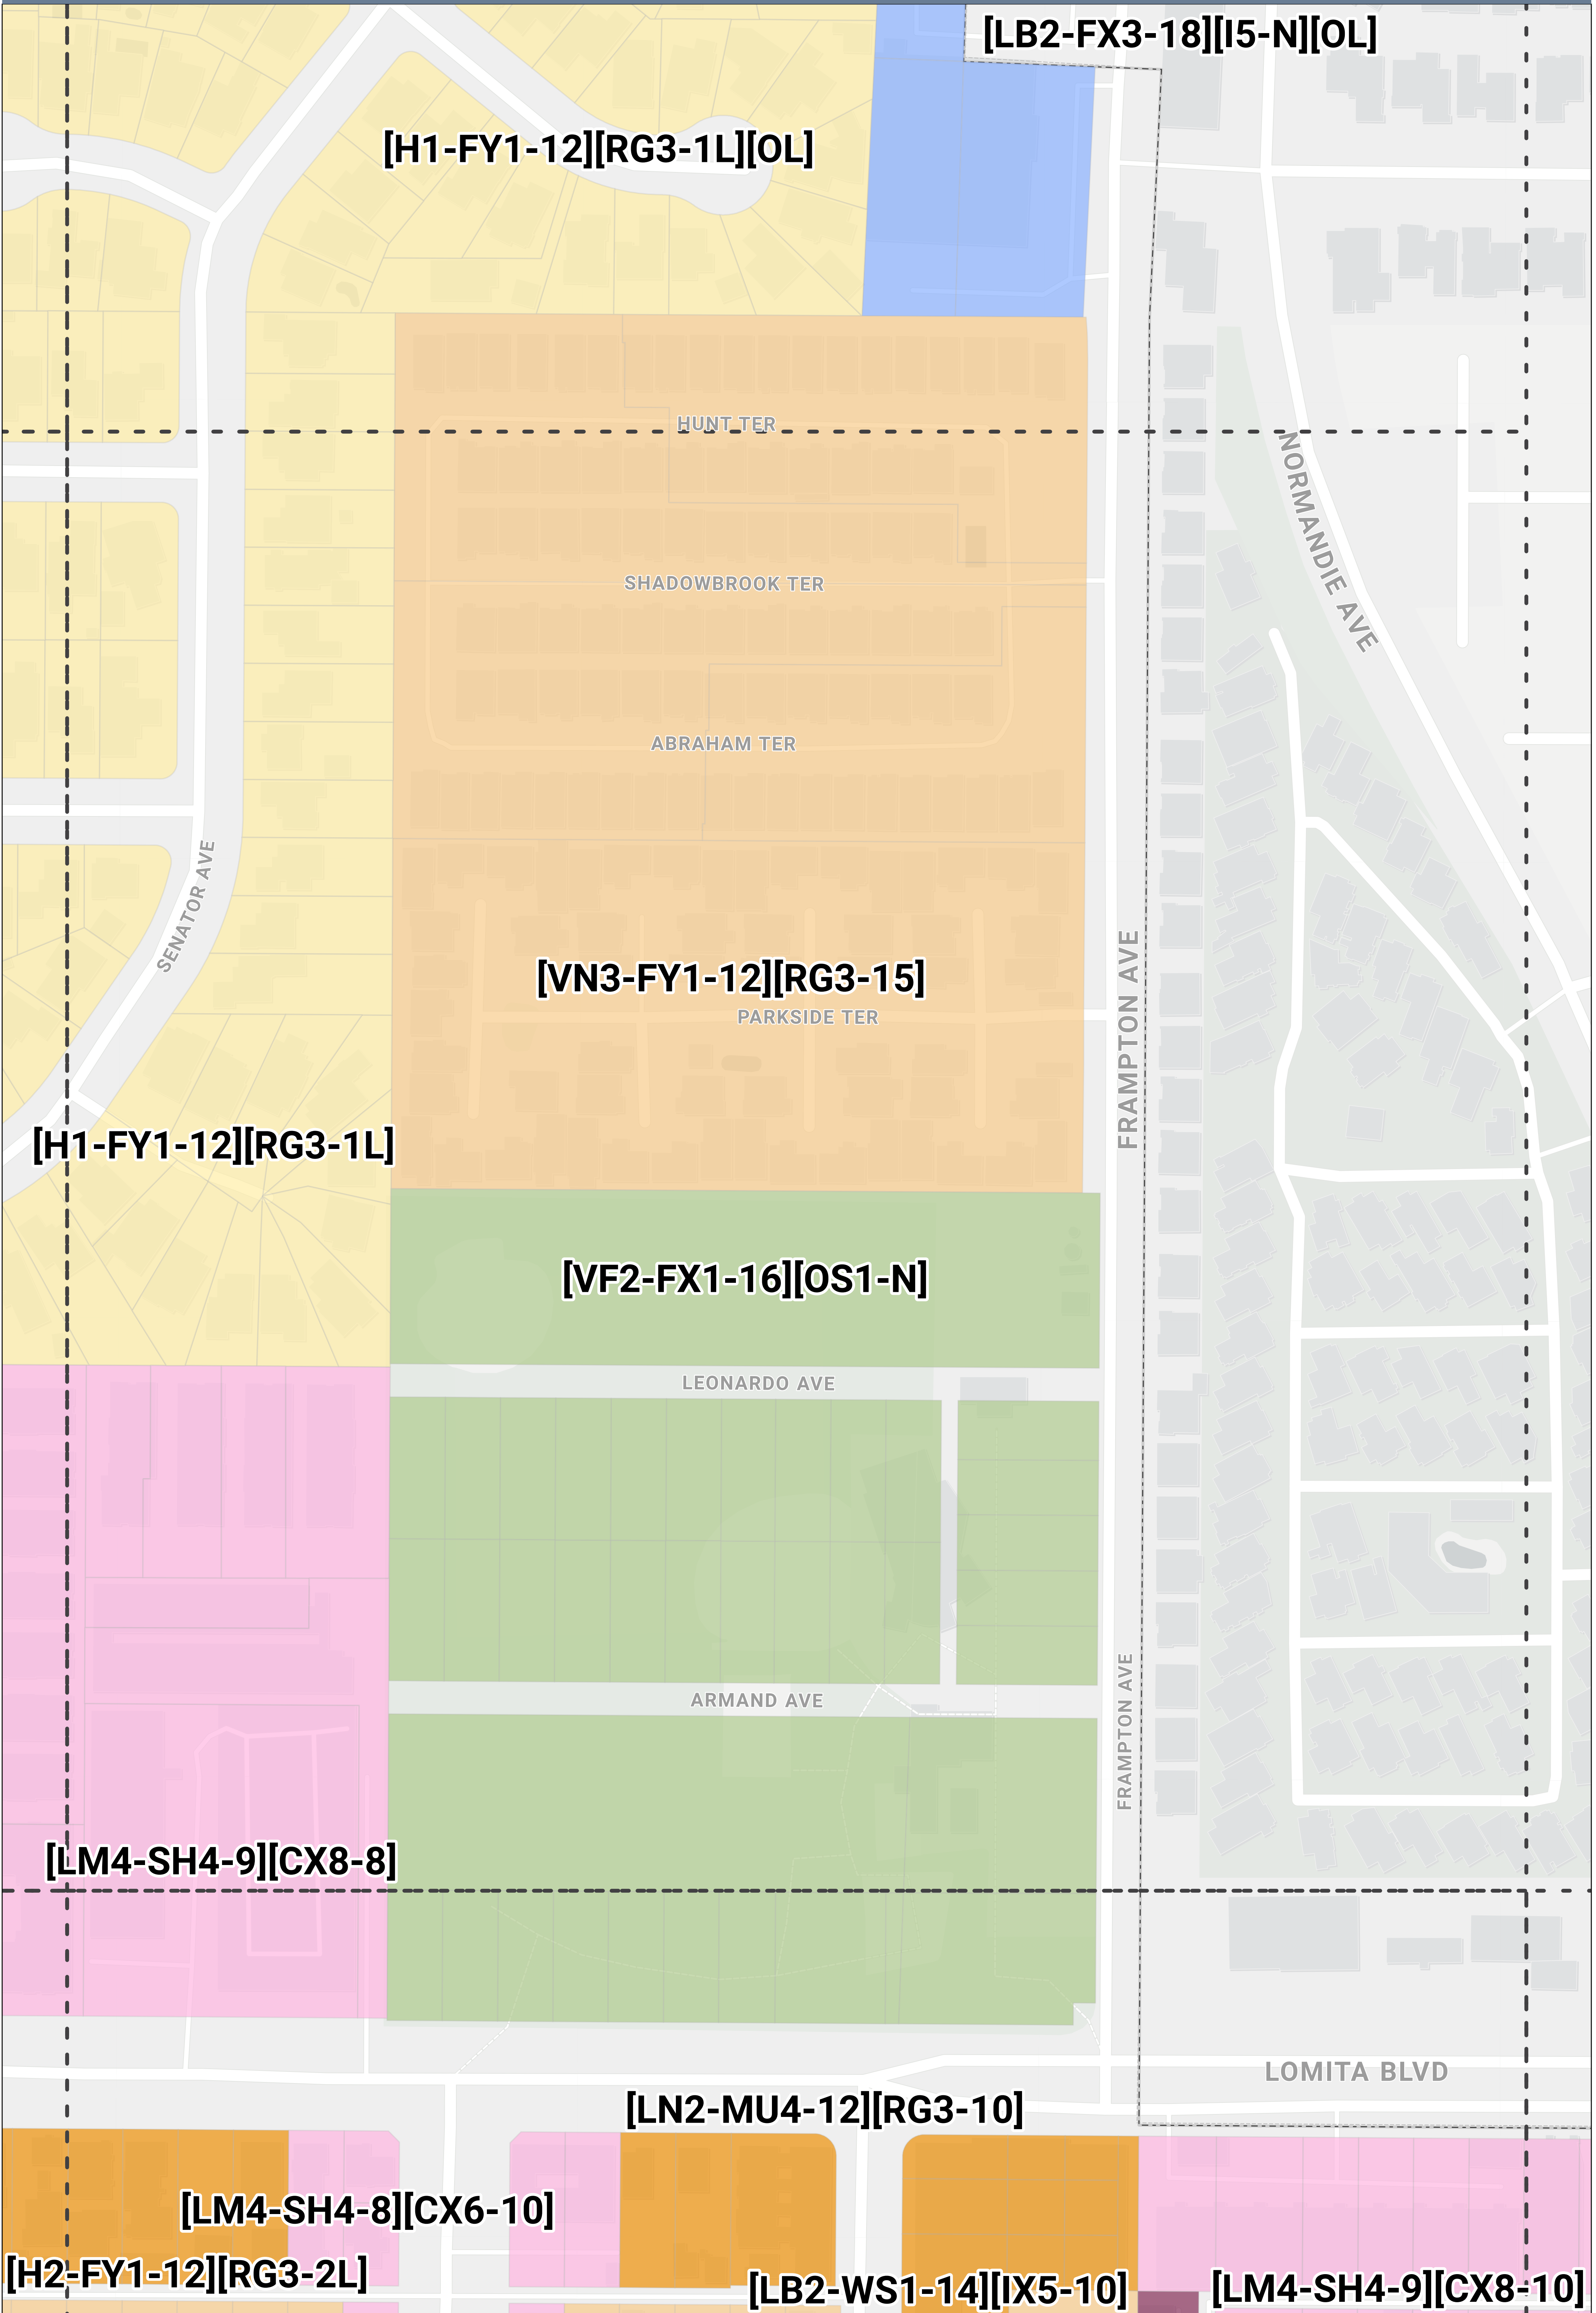 [LB2-FX3-18][I5-N][OL]
[H1-FY1-12][RG3-1L][OL]
HUNT TER
NORMANDIE AVE
SHADOWBROOK TER
ABRAHAM TER
SENATOR AVE
[VN3-FY1-12][RG3-15]
PARKSIDE TER
FRAMPTON AVE
[H1-FY1-12][RG3-1L]
[VF2-FX1-16][OS1-N]
LEONARDO AVE
ARMAND AVE
FRAMPTON AVE
[LM4-SH4-9][CX8-8]
LOMITA BLVD
[LN2-MU4-12][RG3-10]
[LM4-SH4-8][CX6-10]
[H2-FY1-12][RG3-2L]
[LB2-WS1-14][IX5-10]
[LM4-SH4-9][CX8-10]